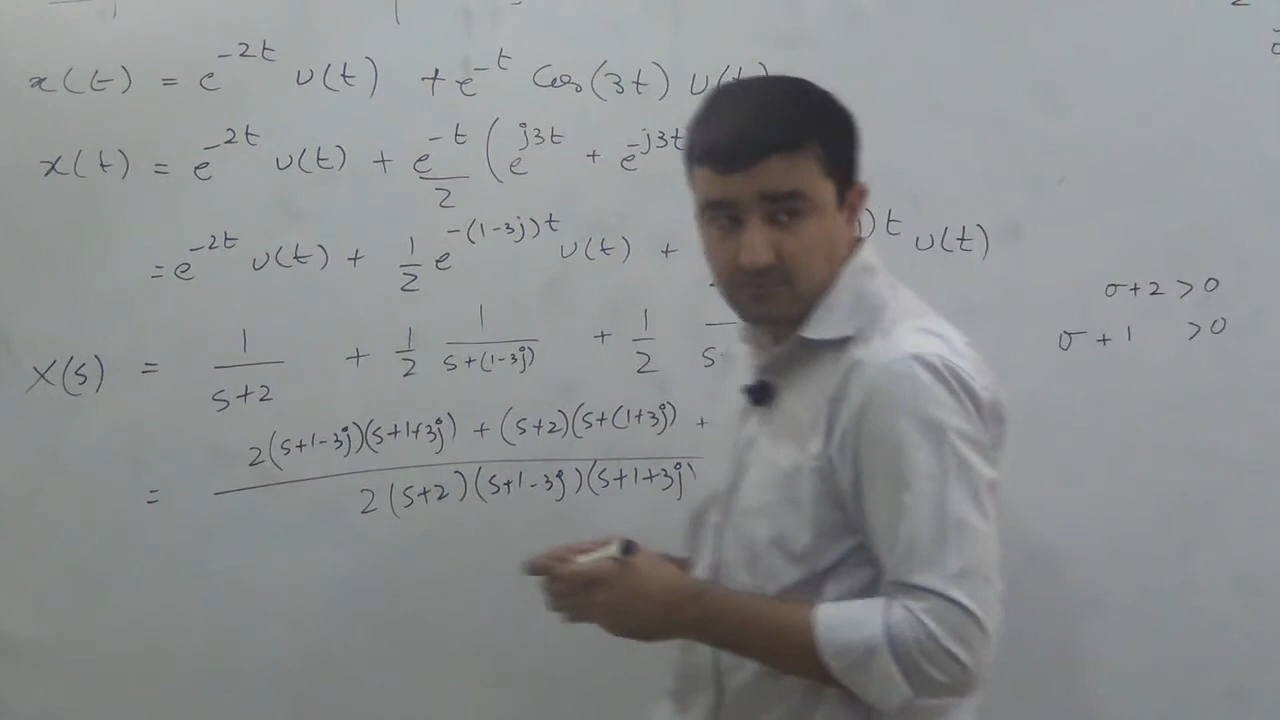 x(t) = e^{-2t} u(t) + e^{-t} Cos(3t) u(t)
x(t) = e^{-2t} u(t) + e^{-t}/2 (e^{j3t} + e^{-j3t}
= e^{-2t} u(t) + 1/2 e^{-(1-3j)t} u(t) + )t u(t)
σ+2 >0
σ+1 >0
X(s) = 1/(s+2) + 1/2 1/(s+(1-3j)) + 1/2 s
= 2(s+1-3j)(s+1+3j) + (s+2)(s+(1+3j) + / 2(s+2)(s+1-3j)(s+1+3j)